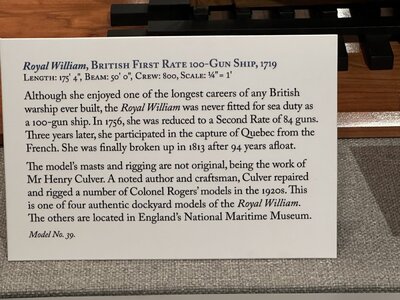 Royal William, British First Rate 100-Gun Ship, 1719
Length: 175' 4", Beam: 50' 0", Crew: 800, Scale: ¼" = 1'
Although she enjoyed one of the longest careers of any British
warship ever built, the Royal William was never fitted for sea duty as
a 100-gun ship. In 1756, she was reduced to a Second Rate of 84 guns.
Three years later, she participated in the capture of Quebec from the
French. She was finally broken up in 1813 after 94 years afloat.
The model's masts and rigging are not original, being the work of
Mr Henry Culver. A noted author and craftsman, Culver repaired
and rigged a number of Colonel Rogers' models in the 1920s. This
is one of four authentic dockyard models of the Royal William.
The others are located in England's National Maritime Museum.
Model No. 39.